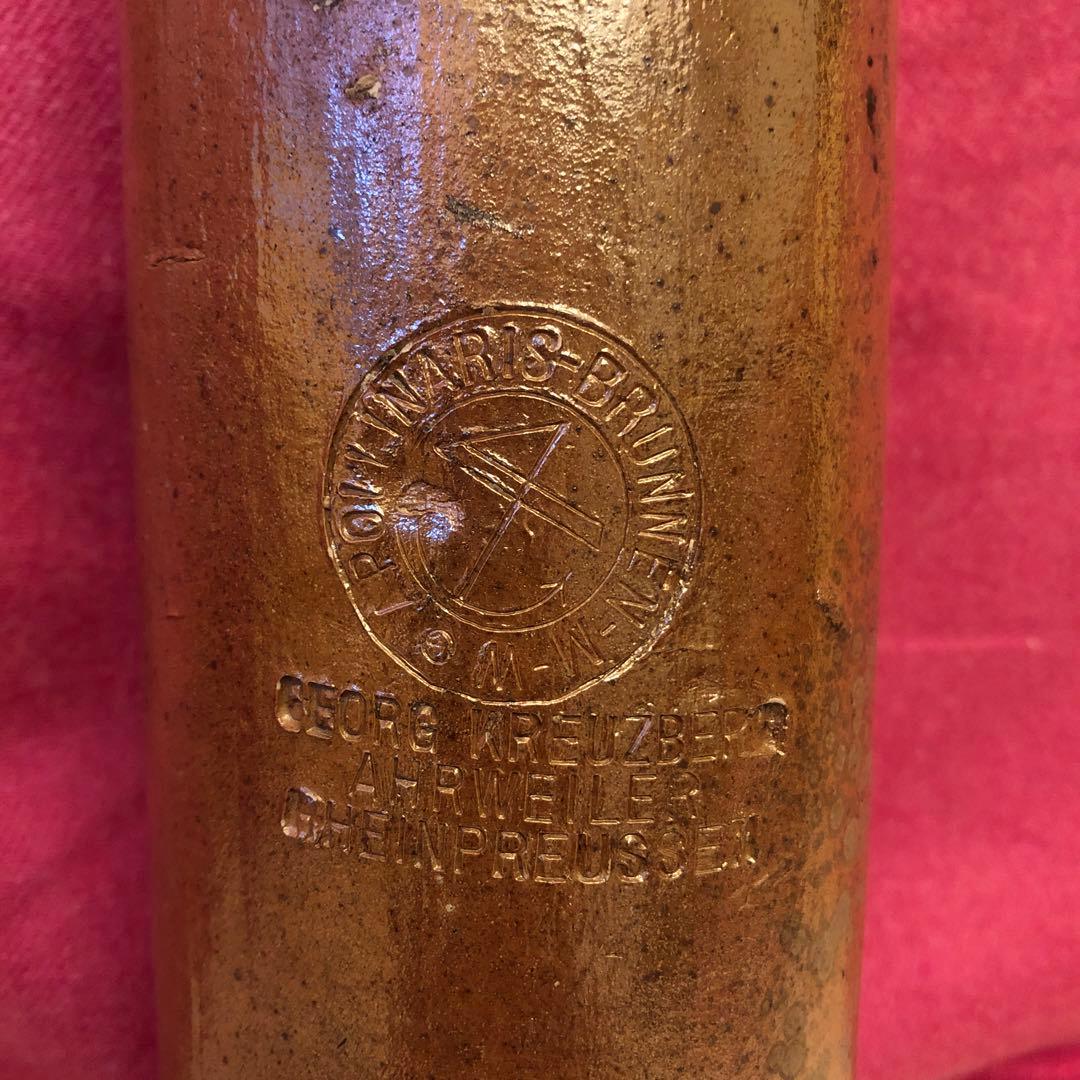 APOLLINARIS-BRUNNEN-M-W
GEORG KREUZBERG
AHRWEILER
RHEINPREUSSEN